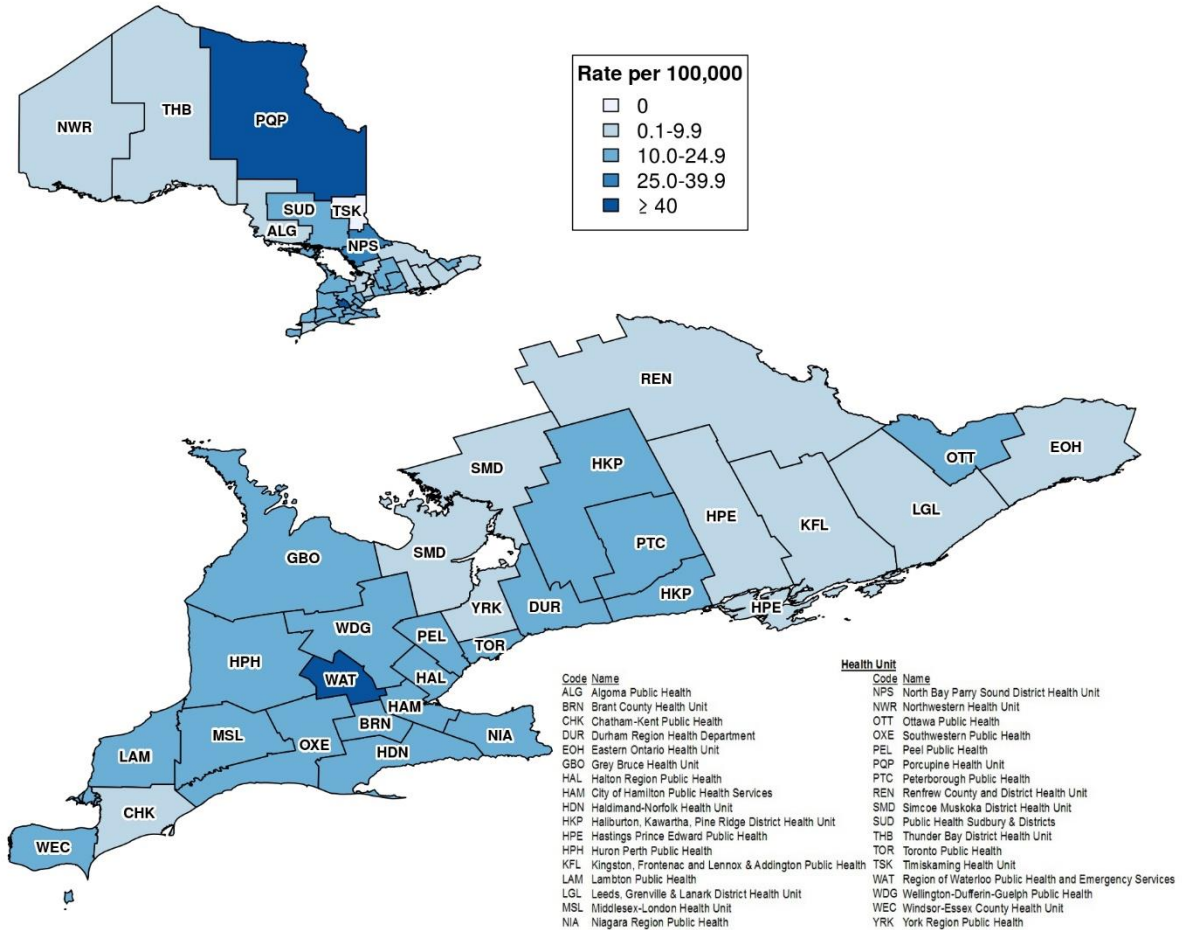 Rate per 100,000
0
0.1-9.9
10.0-24.9
25.0-39.9
≥ 40
NWR
THB
PQP
SUD
TSK
ALG
NPS
REN
SMD
HKP
OTT
EOH
HPE
KFL
LGL
GBO
SMD
PTC
YRK
DUR
HKP
HPE
WDG
PEL
TOR
HPH
WAT
HAL
HAM
MSL
OXE
BRN
NIA
LAM
HDN
CHK
WEC
Health Unit
Code Name
ALG Algoma Public Health
BRN Brant County Health Unit
CHK Chatham-Kent Public Health
DUR Durham Region Health Department
EOH Eastern Ontario Health Unit
GBO Grey Bruce Health Unit
HAL Halton Region Public Health
HAM City of Hamilton Public Health Services
HDN Haldimand-Norfolk Health Unit
HKP Haliburton, Kawartha, Pine Ridge District Health Unit
HPE Hastings Prince Edward Public Health
HPH Huron Perth Public Health
KFL Kingston, Frontenac and Lennox & Addington Public Health
LAM Lambton Public Health
LGL Leeds, Grenville & Lanark District Health Unit
MSL Middlesex-London Health Unit
NIA Niagara Region Public Health
Code Name
NPS North Bay Parry Sound District Health Unit
NWR Northwestern Health Unit
OTT Ottawa Public Health
OXE Southwestern Public Health
PEL Peel Public Health
PQP Porcupine Health Unit
PTC Peterborough Public Health
REN Renfrew County and District Health Unit
SMD Simcoe Muskoka District Health Unit
SUD Public Health Sudbury & Districts
THB Thunder Bay District Health Unit
TOR Toronto Public Health
TSK Timiskaming Health Unit
WAT Region of Waterloo Public Health and Emergency Services
WDG Wellington-Dufferin-Guelph Public Health
WEC Windsor-Essex County Health Unit
YRK York Region Public Health